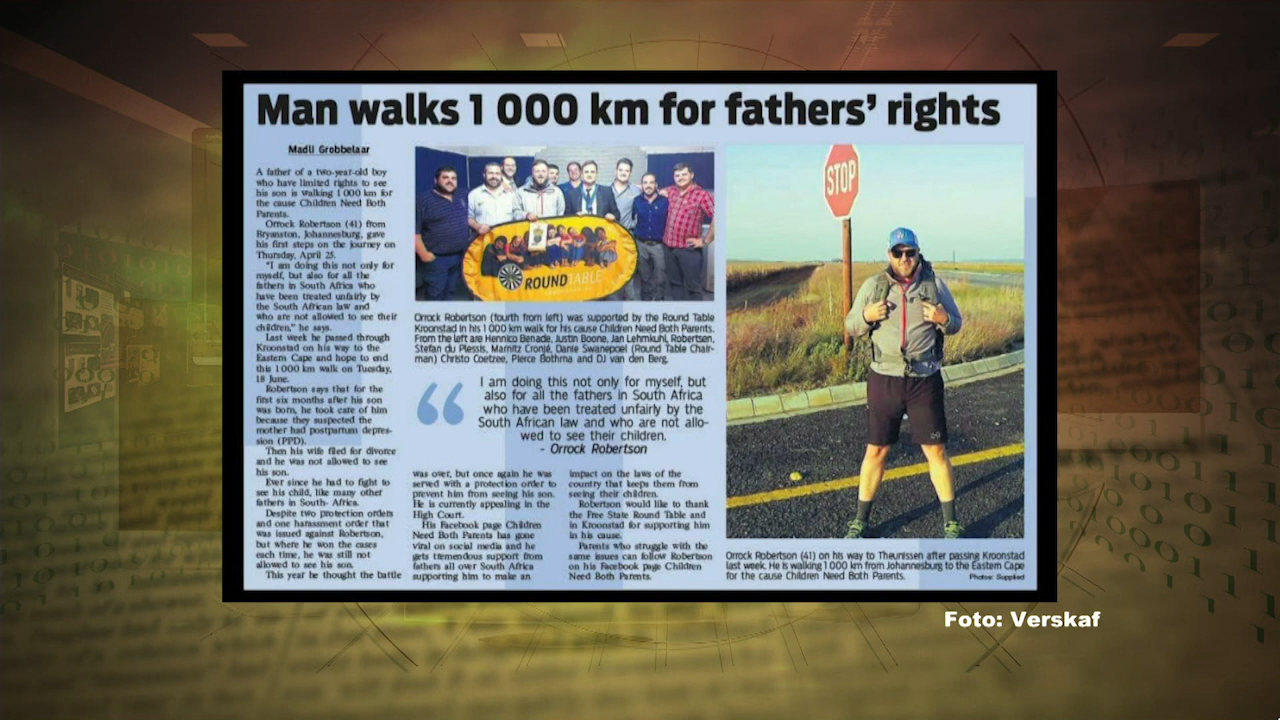 Man walks 1 000 km for fathers' rights
Madli Grobbelaar
A father of a two-year-old boy
who have limited rights to see
his son is walking 1 000 km for
the cause Children Need Both
Parents.
Orrock Robertson (41) from
Bryanston, Johannesburg, gave
his first steps on the journey on
Thursday, April 25.
"I am doing this not only for
myself, but also for all the
fathers in South Africa who
have been treated unfairly by
the South African law and
who are not allowed to see their
children," he says.
Last week he passed through
Kroonstad on his way to the
Eastern Cape and hope to end
this 1 000 km walk on Tuesday,
18 June.
Robertson says that for the
first six months after his son
was born, he took care of him
because they suspected the
mother had postpartum depres-
sion (PPD).
Then his wife filed for divorce
and he was not allowed to see
his son.
Ever since he had to fight to
see his child, like many other
fathers in South- Africa.
Despite two protection orders
and one harassment order that
was issued against Robertson,
but where he won the cases
each time, he was still not
allowed to see his son.
This year he thought the battle
ROUND TABLE
Orrock Robertson (fourth from left) was supported by the Round Table
Kroonstad in his 1 000 km walk for his cause Children Need Both Parents.
From the left are Hennico Benade, Justin Boone, Jan Lehmkuhl, Robertsen,
Stefan du Plessis, Marnitz Cronjé, Danie Swanepoel (Round Table Chair-
man) Christo Coetzee, Pierce Bothma and DJ van den Berg.
“ I am doing this not only for myself, but
also for all the fathers in South Africa
who have been treated unfairly by the
South African law and who are not allo-
wed to see their children.
- Orrock Robertson
was over, but once again he was
served with a protection order to
prevent him from seeing his son.
He is currently appealing in the
High Court.
His Facebook page Children
Need Both Parents has gone
viral on social media and he
gets tremendous support from
fathers all over South Africa
supporting him to make an
impact on the laws of the
country that keeps them from
seeing their children.
Robertson would like to thank
the Free State Round Table and
in Kroonstad for supporting him
in his cause.
Parents who struggle with the
same issues can follow Robertson
on his Facebook page Children
Need Both Parents.
STOP
Orrock Robertson (41) on his way to Theunissen after passing Kroonstad
last week. He is walking 1 000 km from Johannesburg to the Eastern Cape
for the cause Children Need Both Parents.
Photos: Supplied
Foto: Verskaf